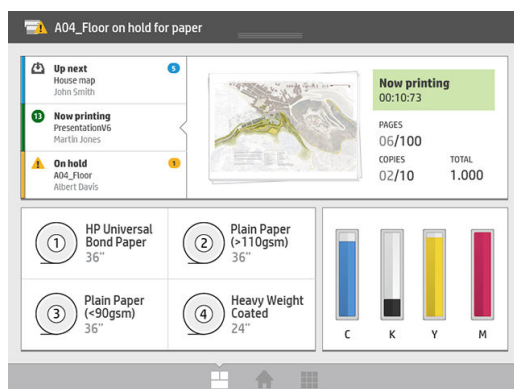 A04_Floor on hold for paper
Up next
5
House map
John Smith
13
Now printing
PresentationV6
Martin Jones
On hold
1
A04_Floor
Albert Davis
Now printing
00:10:73
PAGES
06/100
COPIES TOTAL
02/10 1.000
1
HP Universal
Bond Paper
36"
2
Plain Paper
(>110gsm)
36"
3
Plain Paper
(<90gsm)
36"
4
Heavy Weight
Coated
24"
C K Y M